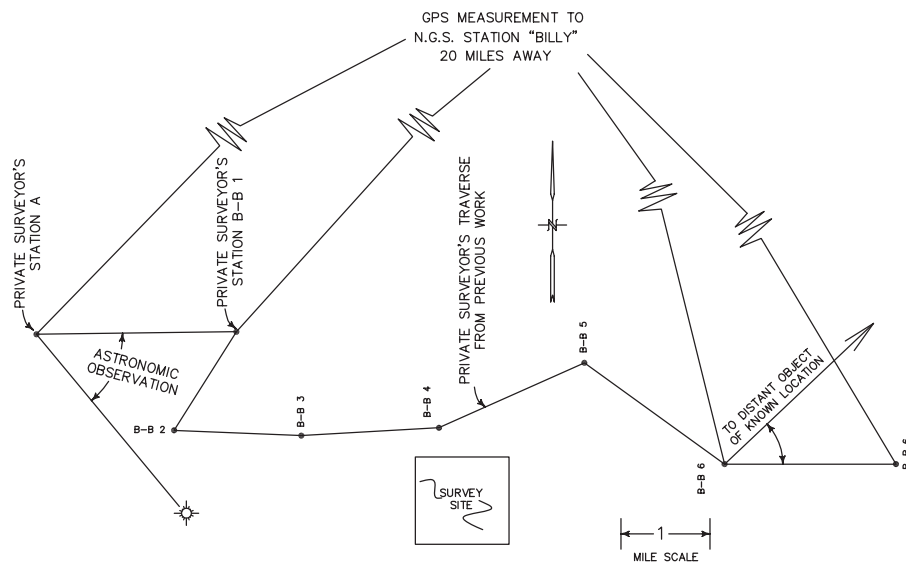 GPS MEASUREMENT TO
N.G.S. STATION “BILLY”
20 MILES AWAY
PRIVATE SURVEYOR'S
STATION A
PRIVATE SURVEYOR'S
STATION B-B 1
PRIVATE SURVEYOR'S TRAVERSE
FROM PREVIOUS WORK
N
ASTRONOMIC
OBSERVATION
B-B 2
B-B 3
B-B 4
B-B 5
TO DISTANT OBJECT
OF KNOWN LOCATION
B-B 6
SURVEY
SITE
1
MILE SCALE